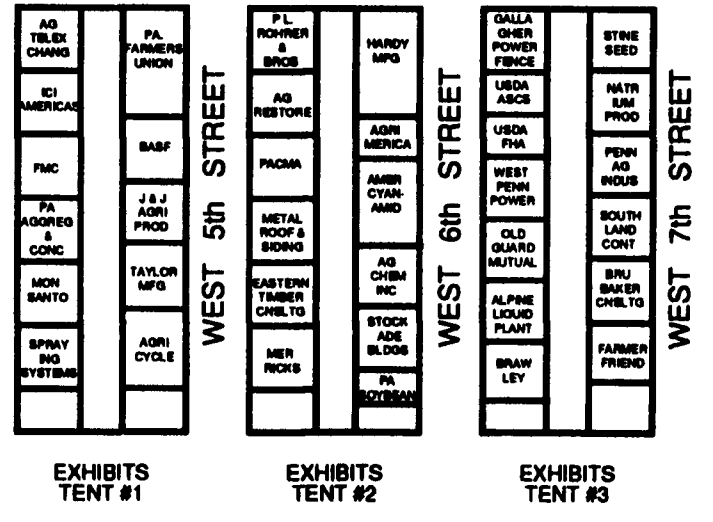 AG
TELEX
CHANG
ICI
AMERICAS
FMC
PA
AGGREG
&
CONC
MON
SANTO
SPRAY
ING
SYSTEMS
PA.
FARMERS
UNION
BASF
J & J
AGRI
PROD
TAYLOR
MFG
AGRI
CYCLE
WEST 5th STREET
EXHIBITS
TENT #1
P L
ROHRER
&
BROS
AG
RESTORE
PACMA
METAL
ROOF &
SIDING
EASTERN
TIMBER
CNSLTG
MER
RICKS
HARDY
MFG
AGRI
MERICA
AMER
CYAN-
AMID
AG
CHEM
INC
STOCK
ADE
BLDGS
PA
SOYBEAN
WEST 6th STREET
EXHIBITS
TENT #2
GALLA
GHER
POWER
FENCE
USDA
ASCS
USDA
FHA
WEST
PENN
POWER
OLD
GUARD
MUTUAL
ALPINE
LIQUID
PLANT
BRAW
LEY
STINE
SEED
NATR
IUM
PROD
PENN
AG
INDUS
SOUTH
LAND
CONT
BRU
BAKER
CNSLTG
FARMER
FRIEND
WEST 7th STREET
EXHIBITS
TENT #3